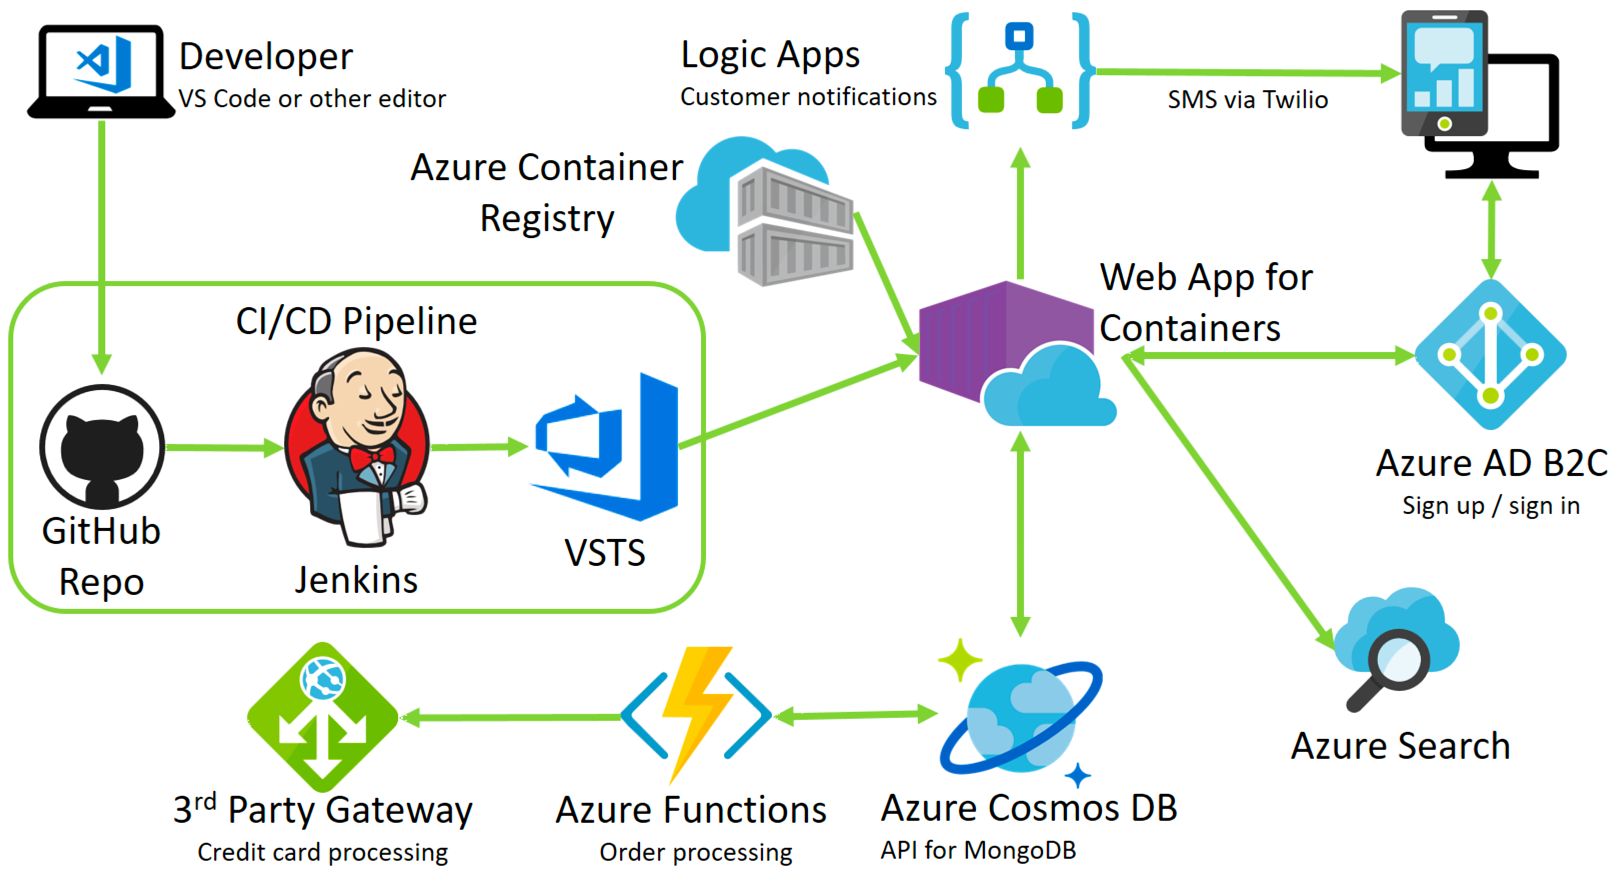 Developer
VS Code or other editor
Logic Apps
Customer notifications
SMS via Twilio
Azure Container
Registry
Web App for
Containers
CI/CD Pipeline
GitHub
Repo
Jenkins
VSTS
Azure AD B2C
Sign up / sign in
Azure Search
3rd Party Gateway
Credit card processing
Azure Functions
Order processing
Azure Cosmos DB
API for MongoDB